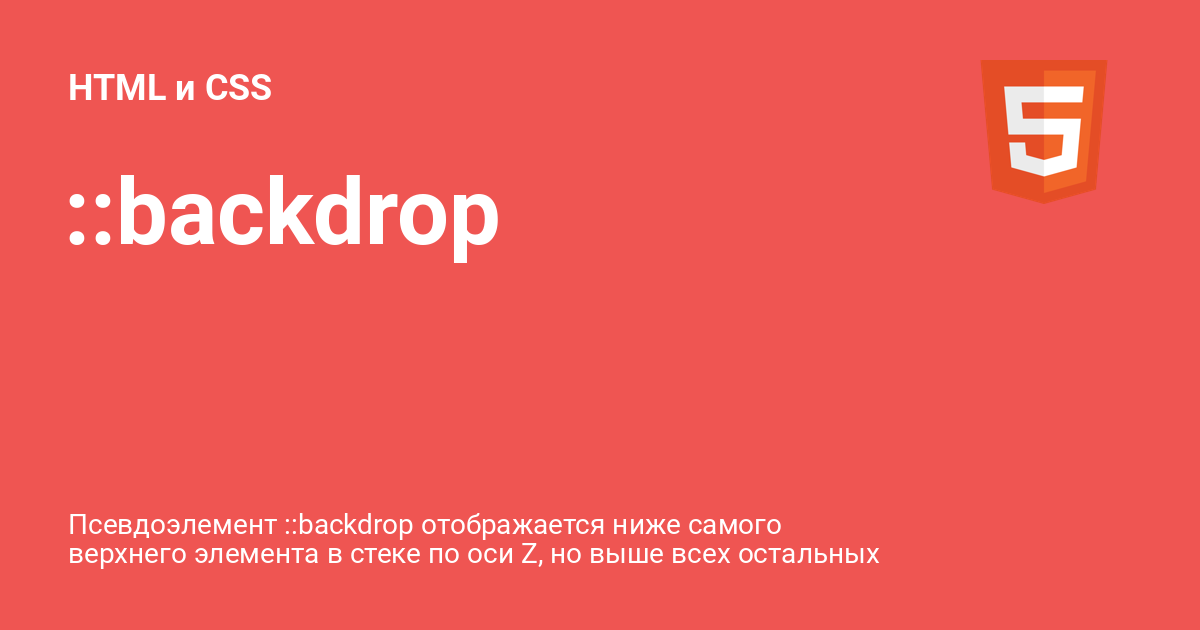 HTML и CSS
::backdrop
Псевдоэлемент ::backdrop отображается ниже самого
верхнего элемента в стеке по оси Z, но выше всех остальных